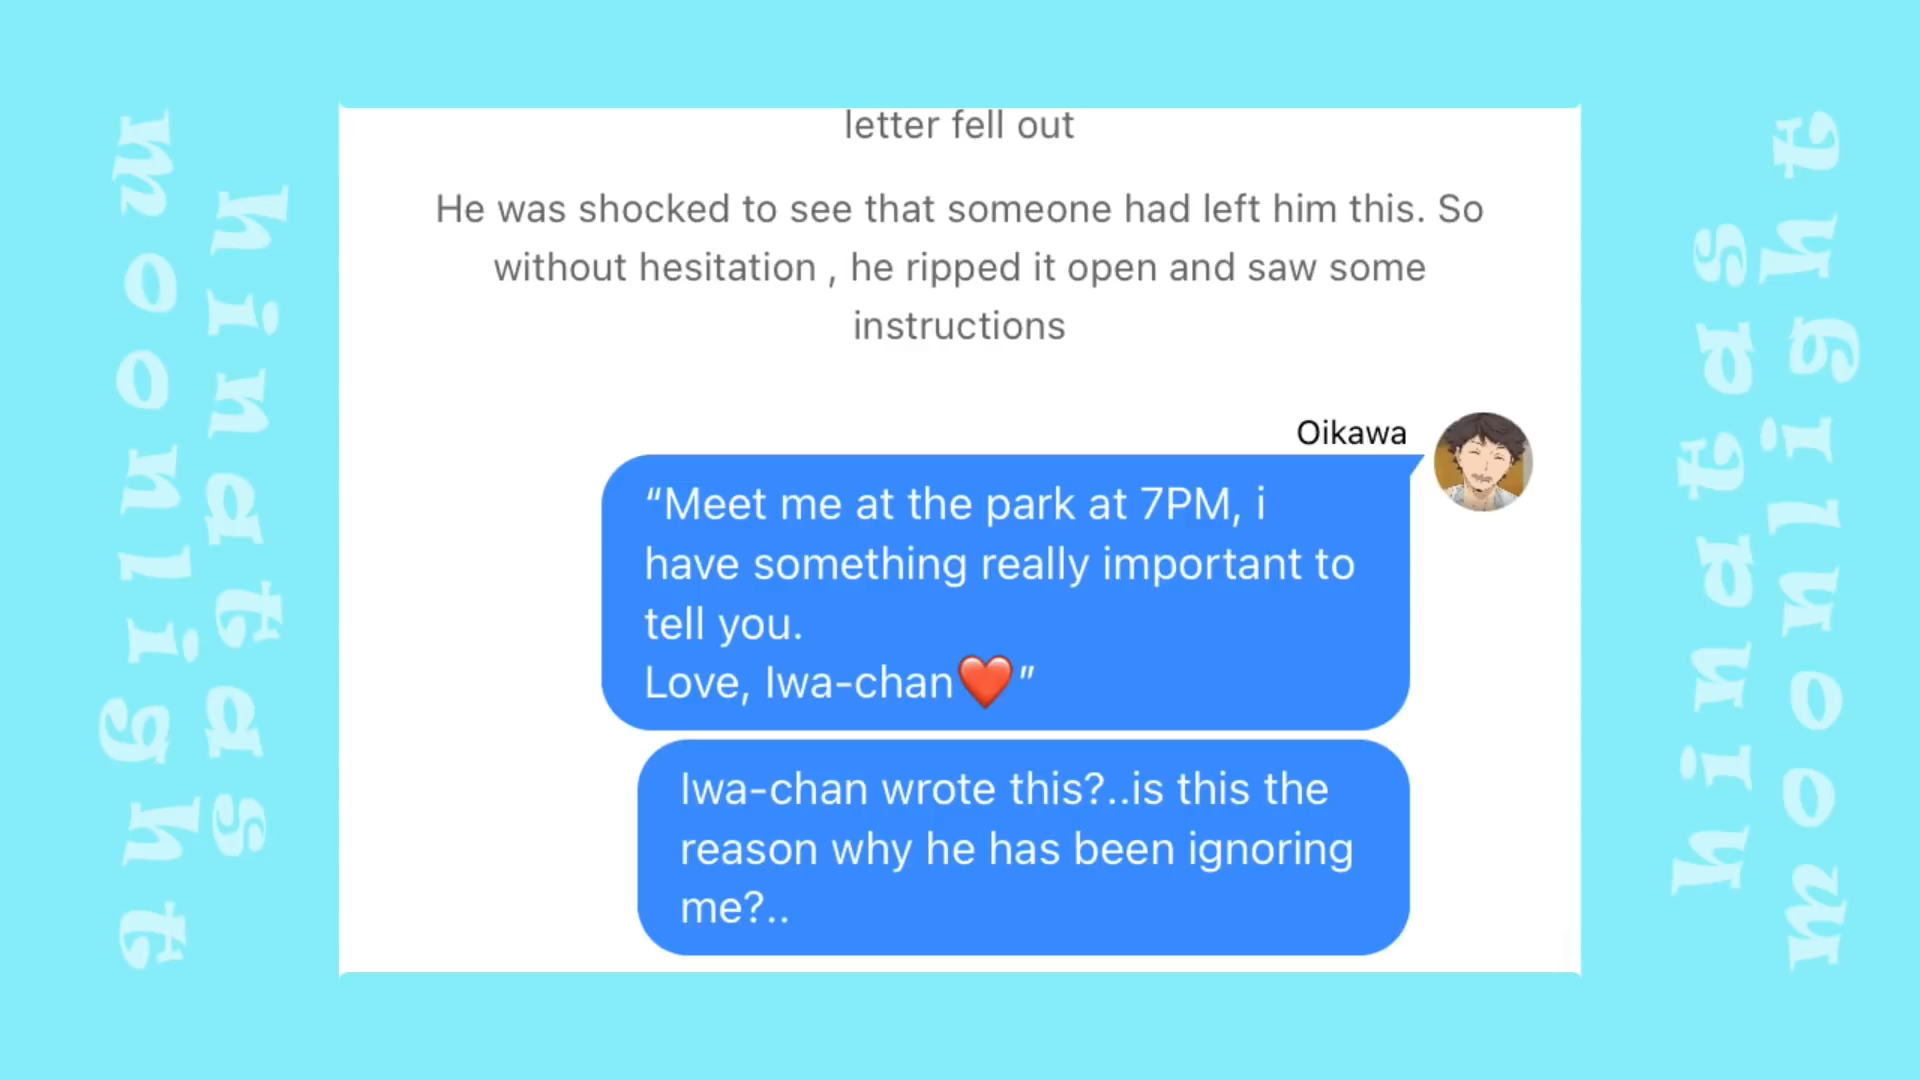 letter fell out
He was shocked to see that someone had left him this. So
without hesitation , he ripped it open and saw some
instructions
Oikawa
“Meet me at the park at 7PM, i
have something really important to
tell you.
Love, Iwa-chan❤️”
Iwa-chan wrote this?..is this the
reason why he has been ignoring
me?..
hinatas
moonlight
hinatas
moonlight